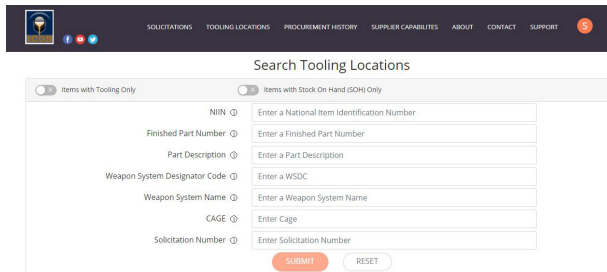 SOLICITATIONS TOOLING LOCATIONS PROCUREMENT HISTORY SUPPLIER CAPABILITES ABOUT CONTACT SUPPORT S
Search Tooling Locations
Items with Tooling Only Items with Stock On Hand (SOH) Only
NIIN Enter a National Item Identification Number
Finished Part Number Enter a Finished Part Number
Part Description Enter a Part Description
Weapon System Designator Code Enter a WSDC
Weapon System Name Enter a Weapon System Name
CAGE Enter Cage
Solicitation Number Enter Solicitation Number
SUBMIT RESET